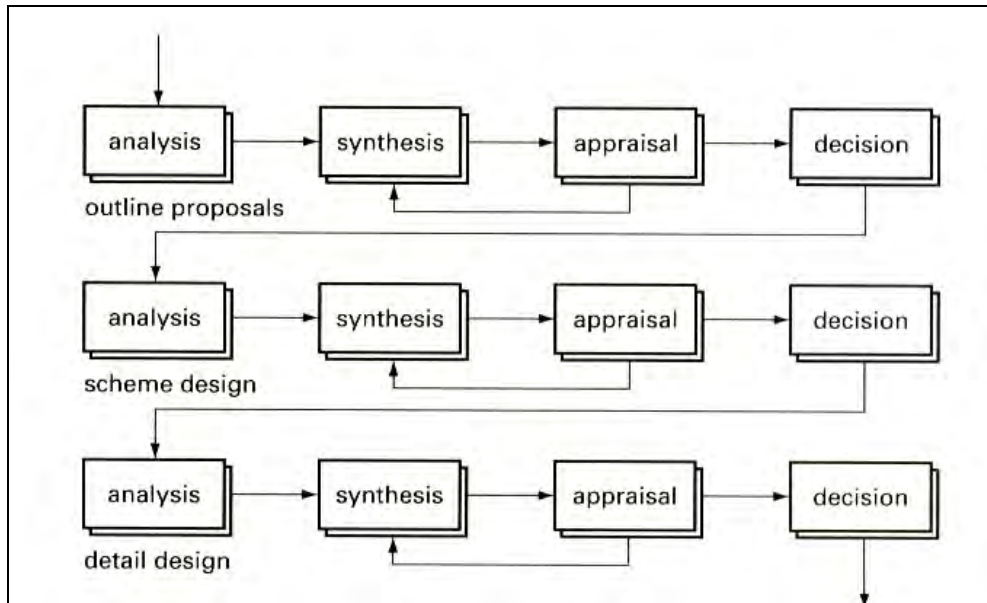 analysis
synthesis
appraisal
decision
outline proposals
analysis
synthesis
appraisal
decision
scheme design
analysis
synthesis
appraisal
decision
detail design